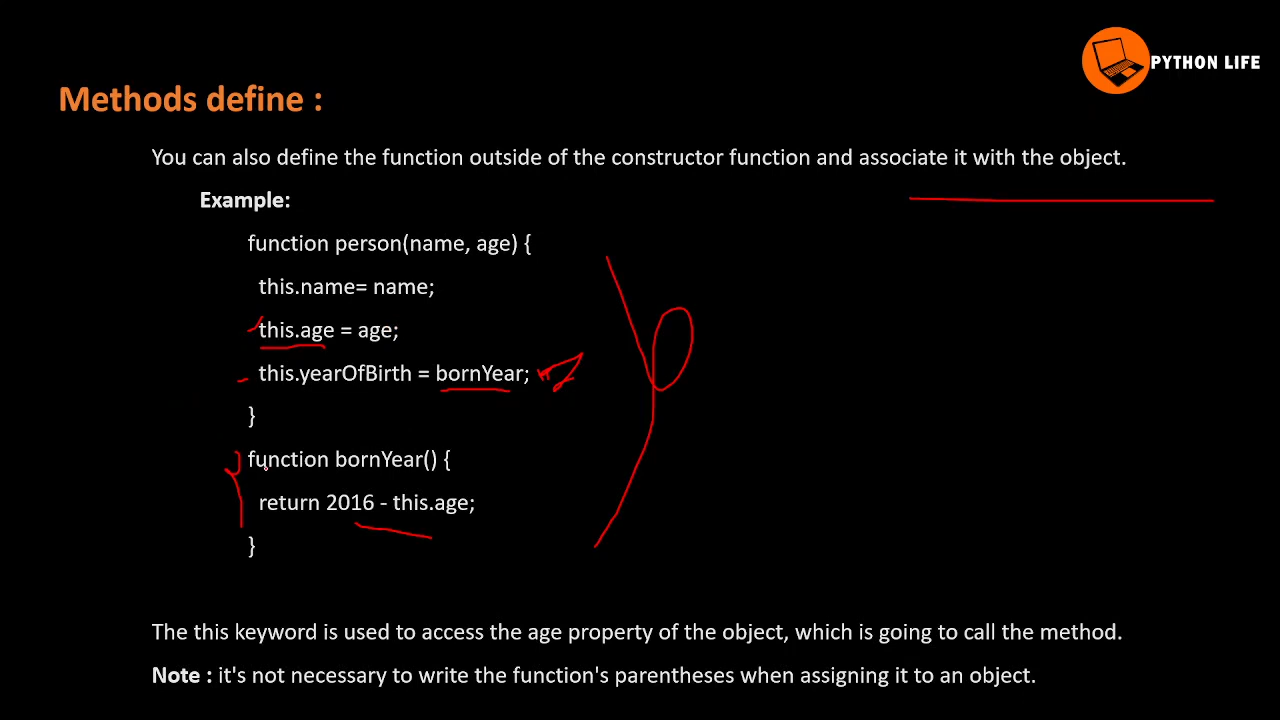 PYTHON LIFE
Methods define :
You can also define the function outside of the constructor function and associate it with the object.
Example:
function person(name, age) {
this.name= name;
this.age = age;
this.yearOfBirth = bornYear;
}
function bornYear() {
return 2016 - this.age;
}
The this keyword is used to access the age property of the object, which is going to call the method.
Note : it's not necessary to write the function's parentheses when assigning it to an object.